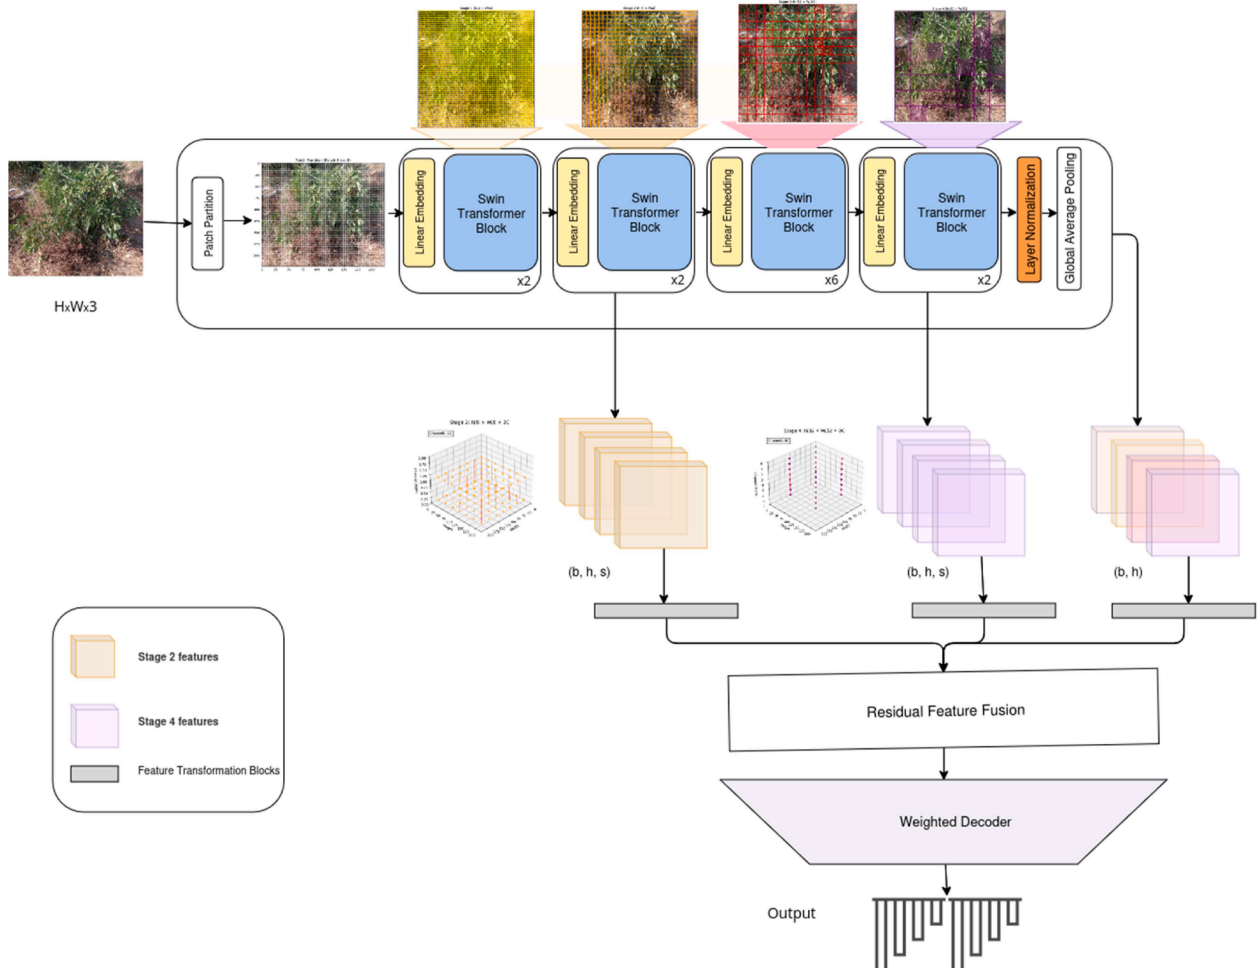 Patch Partition
Linear Embedding
Swin
Transformer
Block
x2
Linear Embedding
Swin
Transformer
Block
x2
Linear Embedding
Swin
Transformer
Block
x6
Linear Embedding
Swin
Transformer
Block
x2
Layer Normalization
Global Average Pooling
HxWx3
(b, h, s)
(b, h, s)
(b, h)
Stage 2 features
Stage 4 features
Feature Transformation Blocks
Residual Feature Fusion
Weighted Decoder
Output